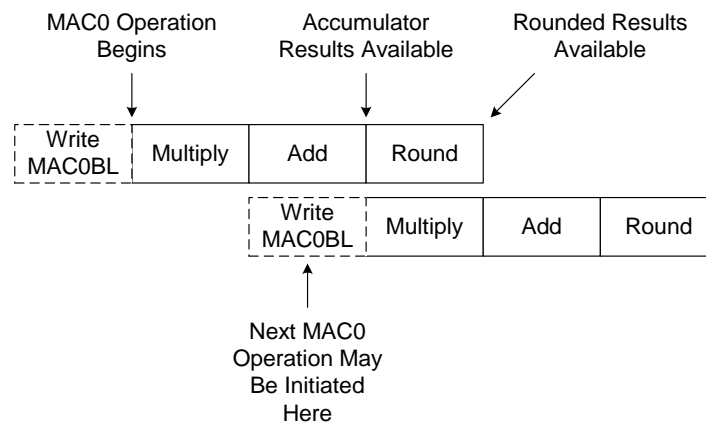 MAC0 Operation
Begins
Accumulator
Results Available
Rounded Results
Available
Write
MAC0BL
Multiply
Add
Round
Write
MAC0BL
Multiply
Add
Round
Next MAC0
Operation May
Be Initiated
Here